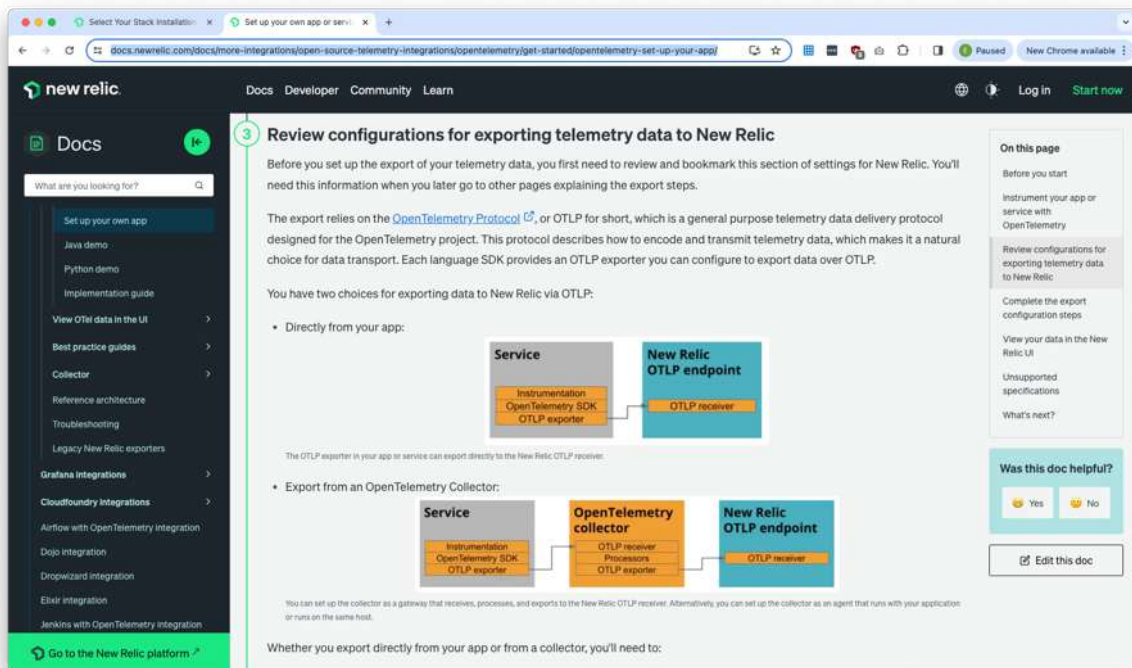 Select Your Stack Installation
Set up your own app or servi
docs.newrelic.com/docs/more-integrations/open-source-telemetry-integrations/opentelemetry/get-started/opentelemetry-set-up-your-app/
Paused
New Chrome available
new relic
Docs Developer Community Learn
Log in
Start now
Docs
What are you looking for?
Set up your own app
Java demo
Python demo
Implementation guide
View OTel data in the UI
Best practice guides
Collector
Reference architecture
Troubleshooting
Legacy New Relic exporters
Grafana integrations
Cloudfoundry integrations
Airflow with OpenTelemetry integration
Dojo integration
Dropwizard integration
Elixir integration
Jenkins with OpenTelemetry integration
Go to the New Relic platform
3
Review configurations for exporting telemetry data to New Relic
Before you set up the export of your telemetry data, you first need to review and bookmark this section of settings for New Relic. You'll
need this information when you later go to other pages explaining the export steps.
The export relies on the OpenTelemetry Protocol, or OTLP for short, which is a general purpose telemetry data delivery protocol
designed for the OpenTelemetry project. This protocol describes how to encode and transmit telemetry data, which makes it a natural
choice for data transport. Each language SDK provides an OTLP exporter you can configure to export data over OTLP.
You have two choices for exporting data to New Relic via OTLP:
• Directly from your app:
Service
Instrumentation
OpenTelemetry SDK
OTLP exporter
New Relic
OTLP endpoint
OTLP receiver
The OTLP exporter in your app or service can export directly to the New Relic OTLP receiver.
• Export from an OpenTelemetry Collector:
Service
Instrumentation
OpenTelemetry SDK
OTLP exporter
OpenTelemetry
collector
OTLP receiver
Processors
OTLP exporter
New Relic
OTLP endpoint
OTLP receiver
You can set up the collector as a gateway that receives, processes, and exports to the New Relic OTLP receiver. Alternatively, you can set up the collector as an agent that runs with your application
or runs on the same host.
Whether you export directly from your app or from a collector, you'll need to:
On this page
Before you start
Instrument your app or
service with
OpenTelemetry
Review configurations for
exporting telemetry data
to New Relic
Complete the export
configuration steps
View your data in the New
Relic UI
Unsupported
specifications
What's next?
Was this doc helpful?
Yes
No
Edit this doc